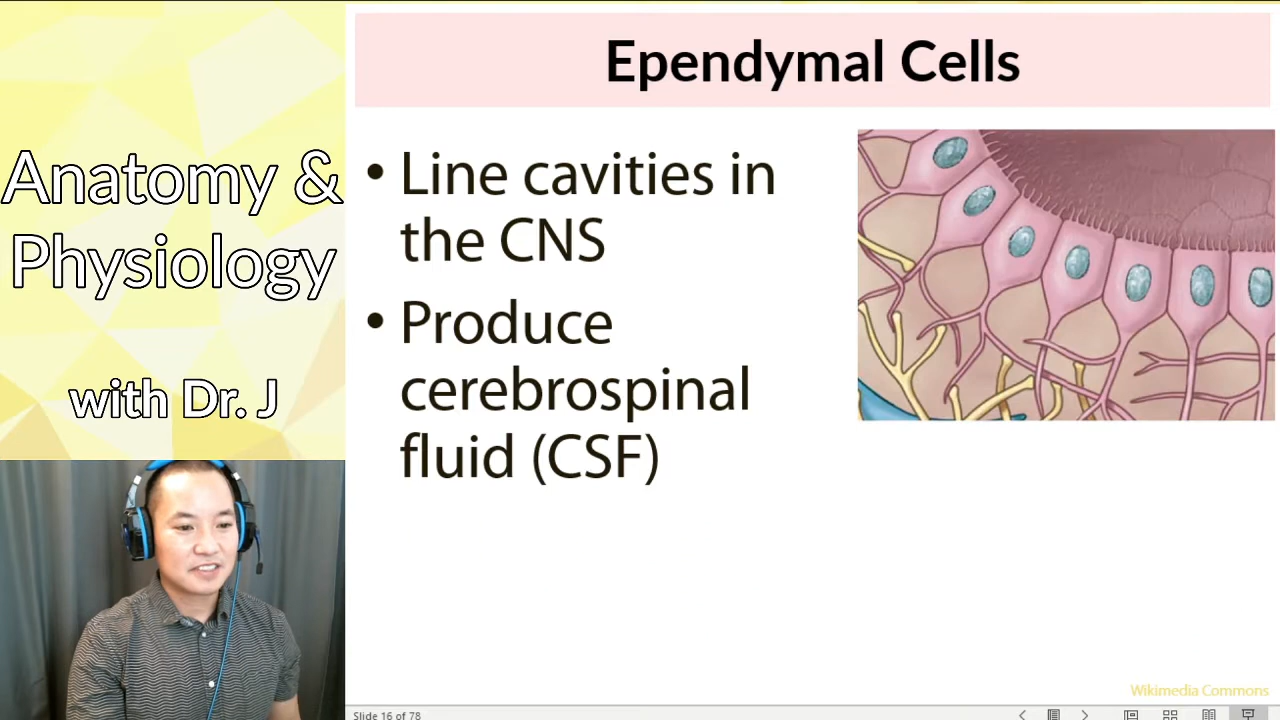 Anatomy &
Physiology
with Dr. J
Ependymal Cells
• Line cavities in
the CNS
• Produce
cerebrospinal
fluid (CSF)
Wikimedia Commons
Slide 16 of 78